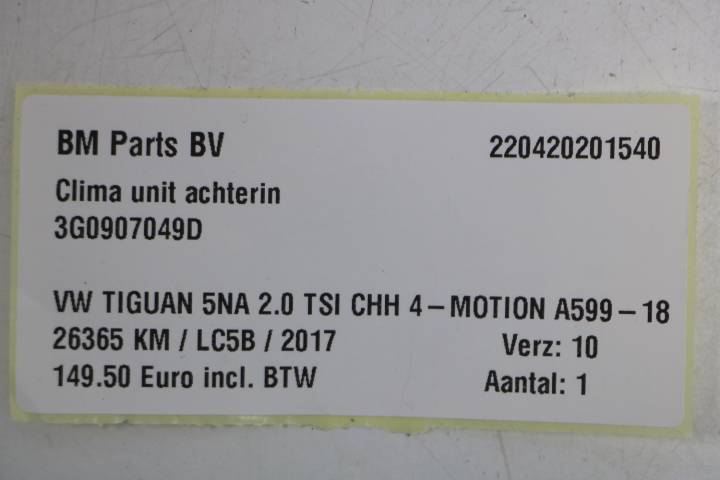 BM Parts BV 220420201540
Clima unit achterin
3G0907049D
VW TIGUAN 5NA 2.0 TSI CHH 4-MOTION A599-18
26365 KM / LC5B / 2017 Verz: 10
149.50 Euro incl. BTW Aantal: 1